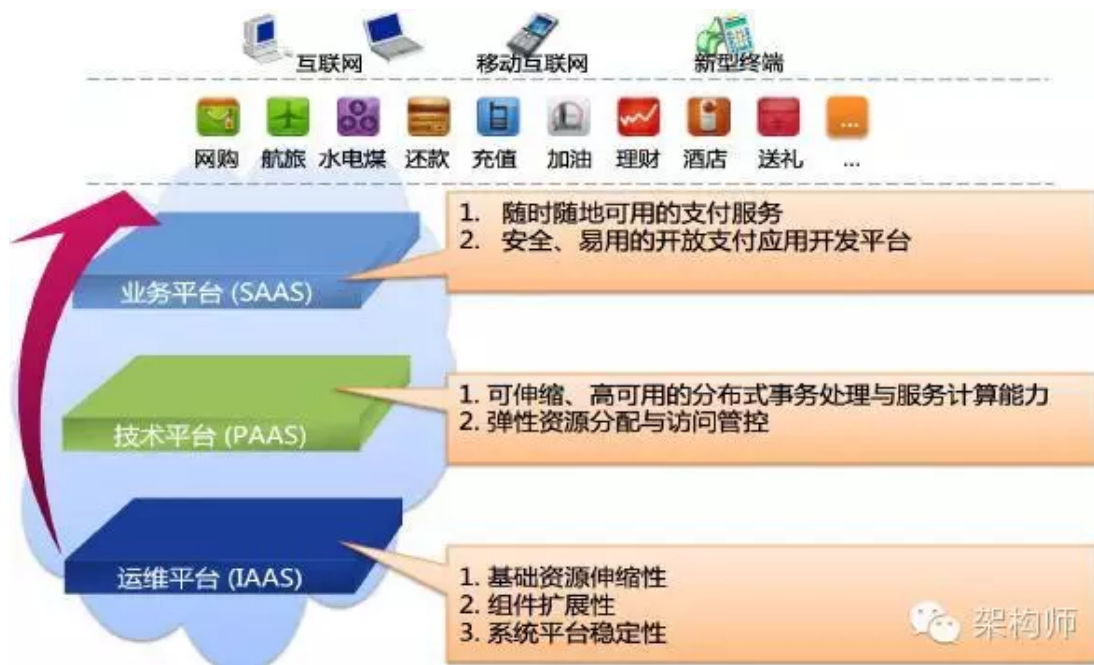 互联网 移动互联网 新型终端
网购 航旅 水电煤 还款 充值 加油 理财 酒店 送礼 ...
1. 随时随地可用的支付服务
2. 安全、易用的开放支付应用开发平台
业务平台 (SAAS)
1. 可伸缩、高可用的分布式事务处理与服务计算能力
2. 弹性资源分配与访问管控
技术平台 (PAAS)
1. 基础资源伸缩性
2. 组件扩展性
3. 系统平台稳定性
运维平台 (IAAS)
架构师